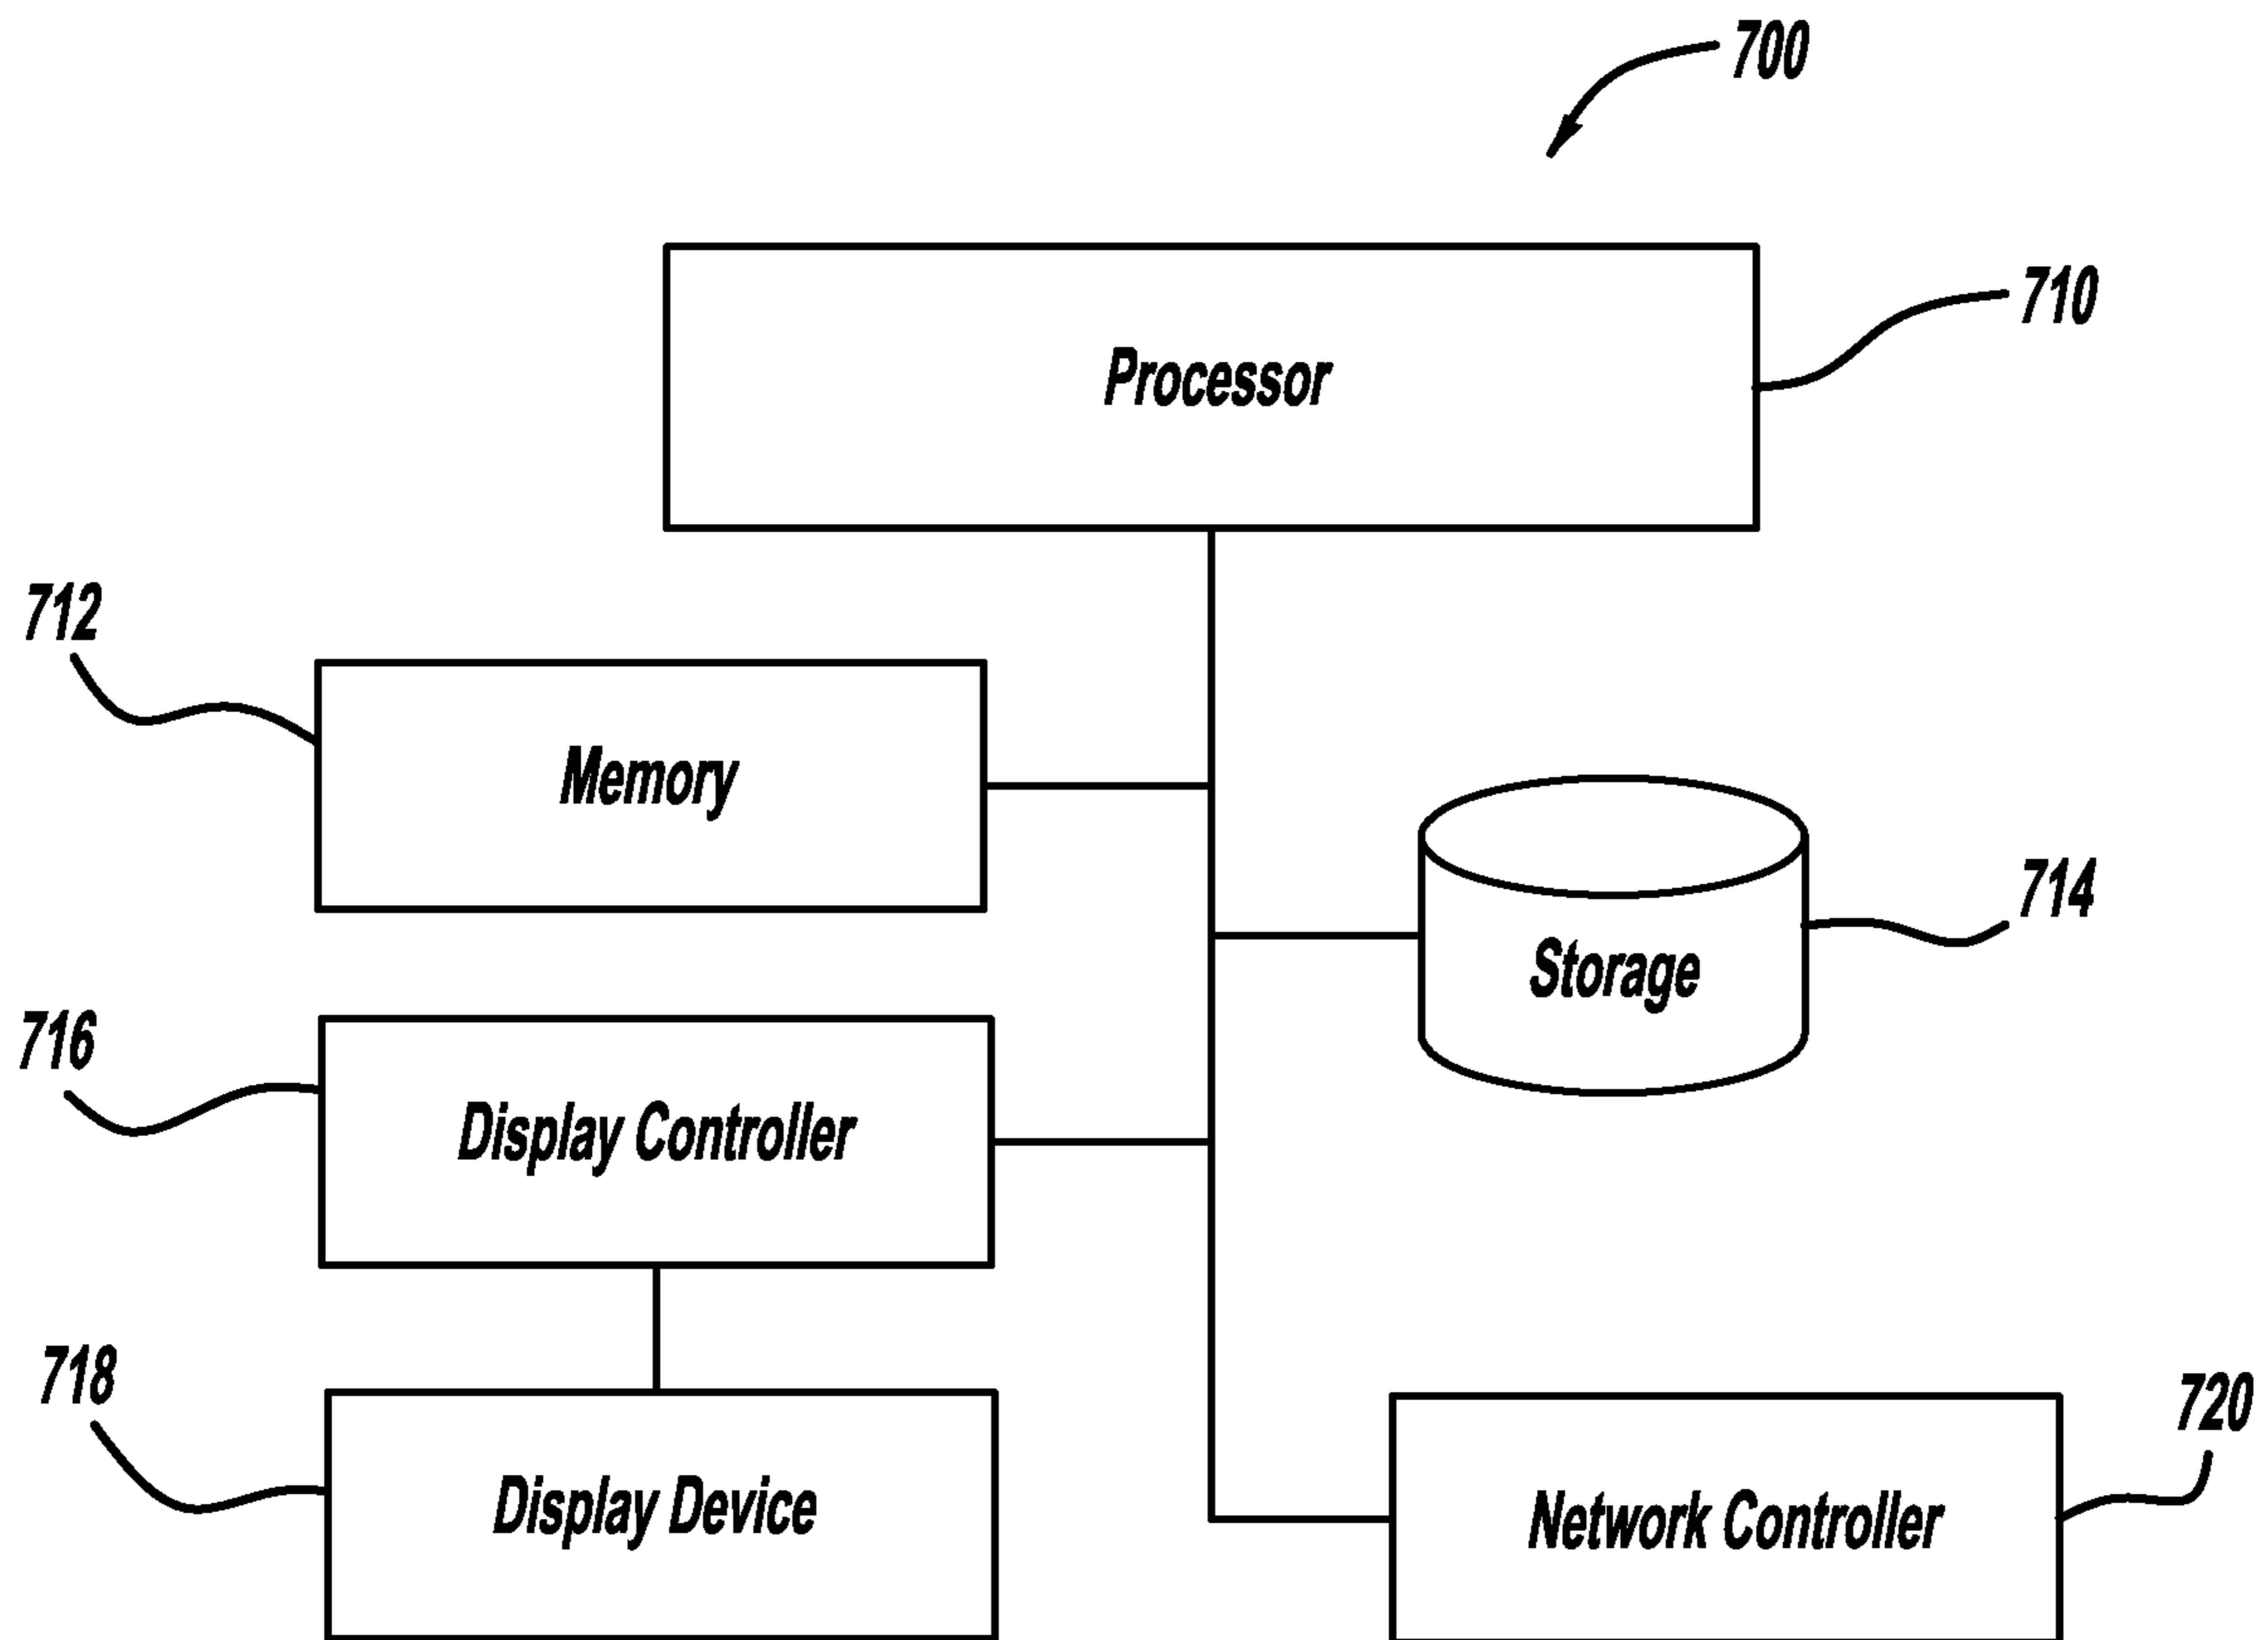 700
Processor
710
712
Memory
Storage
714
716
Display Controller
718
Display Device
Network Controller
720